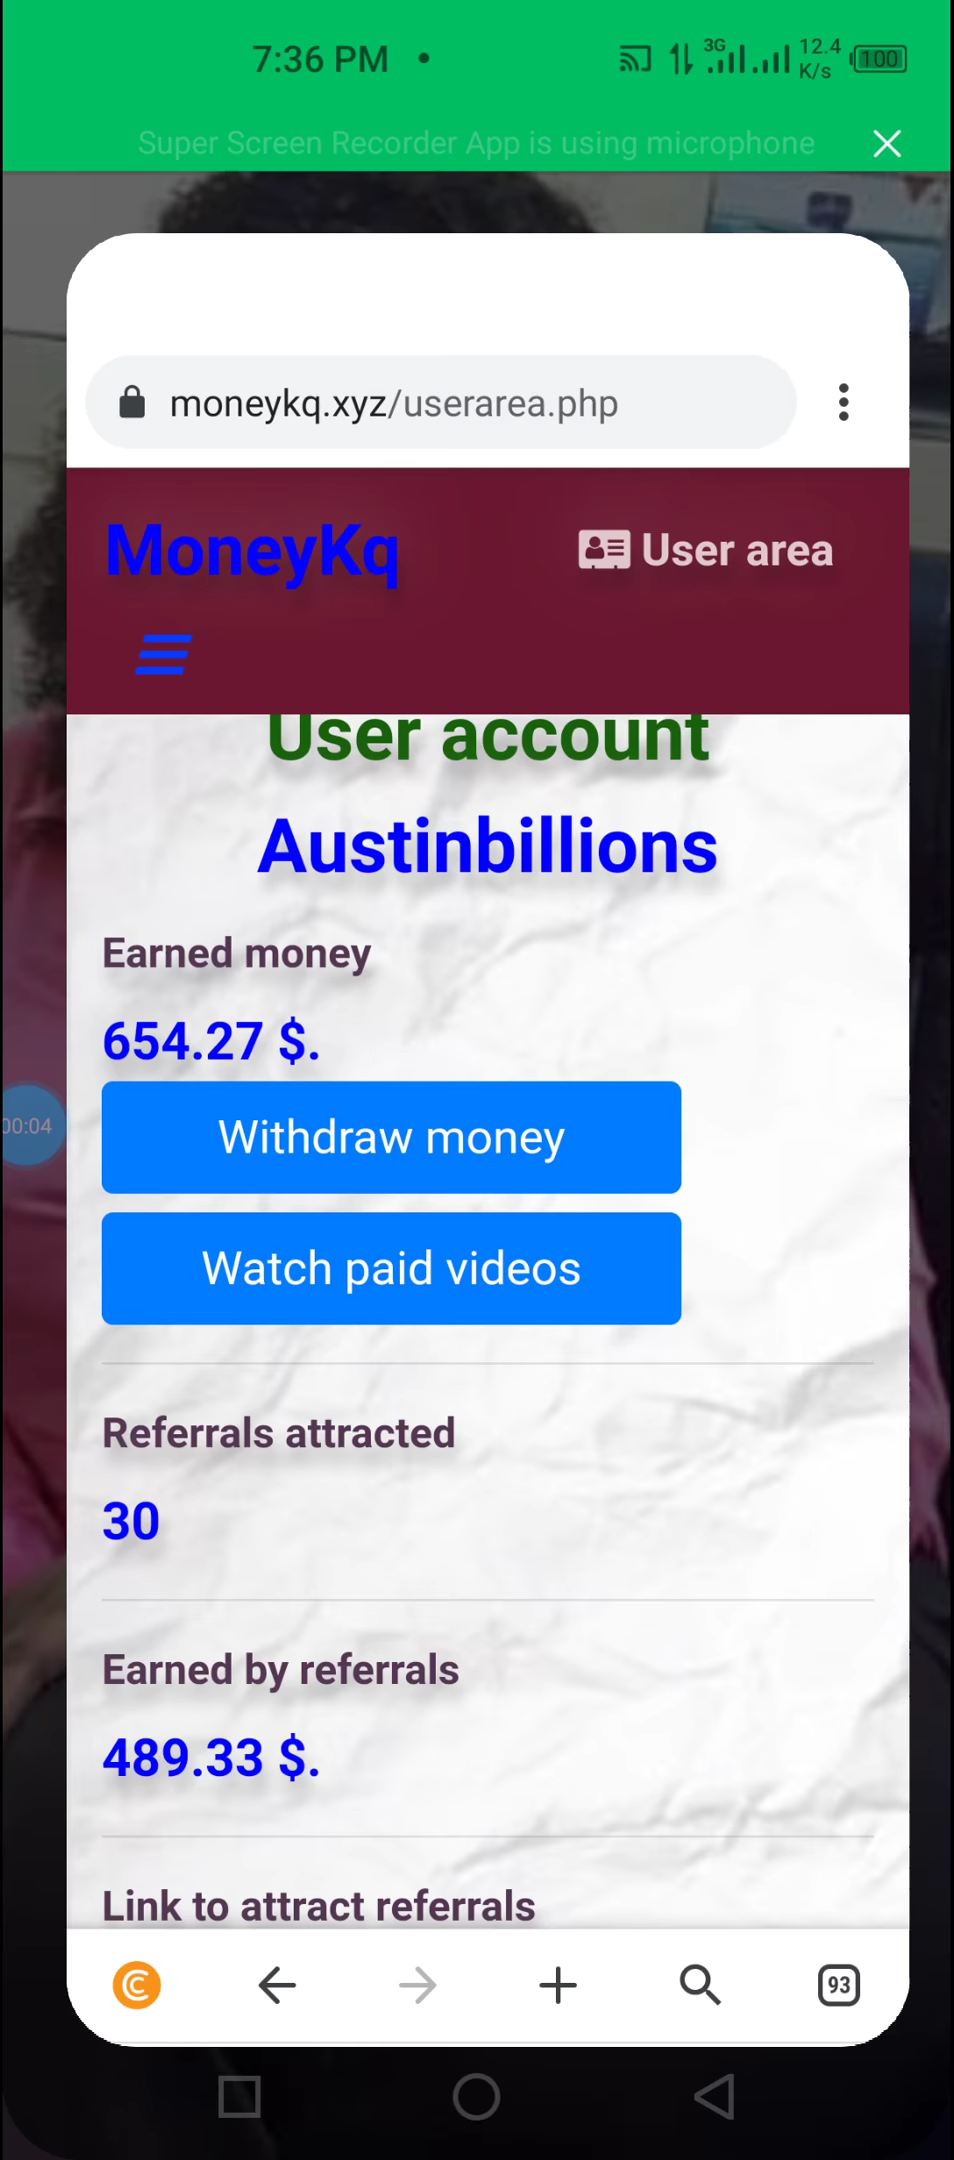 7:36 PM •
3G
12.4
K/s
100
Super Screen Recorder App is using microphone
moneykq.xyz/userarea.php
MoneyKq
User area
User account
Austinbillions
Earned money
654.27 $.
Withdraw money
00:04
Watch paid videos
Referrals attracted
30
Earned by referrals
489.33 $.
Link to attract referrals
93